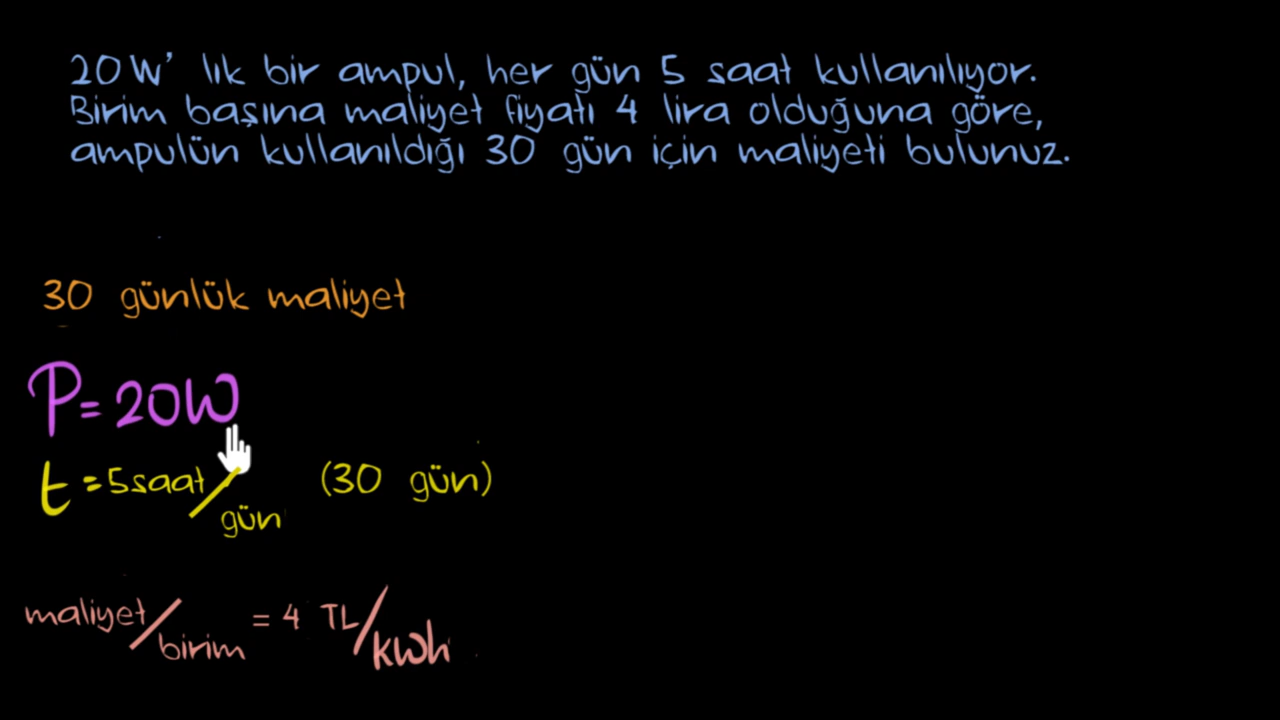 20W' lık bir ampul, her gün 5 saat kullanılıyor.
Birim başına maliyet fiyatı 4 lira olduğuna göre,
ampulün kullanıldığı 30 gün için maliyeti bulunuz.
30 günlük maliyet
P= 20W
t = 5saat/gün (30 gün)
maliyet/birim = 4 TL/kWh